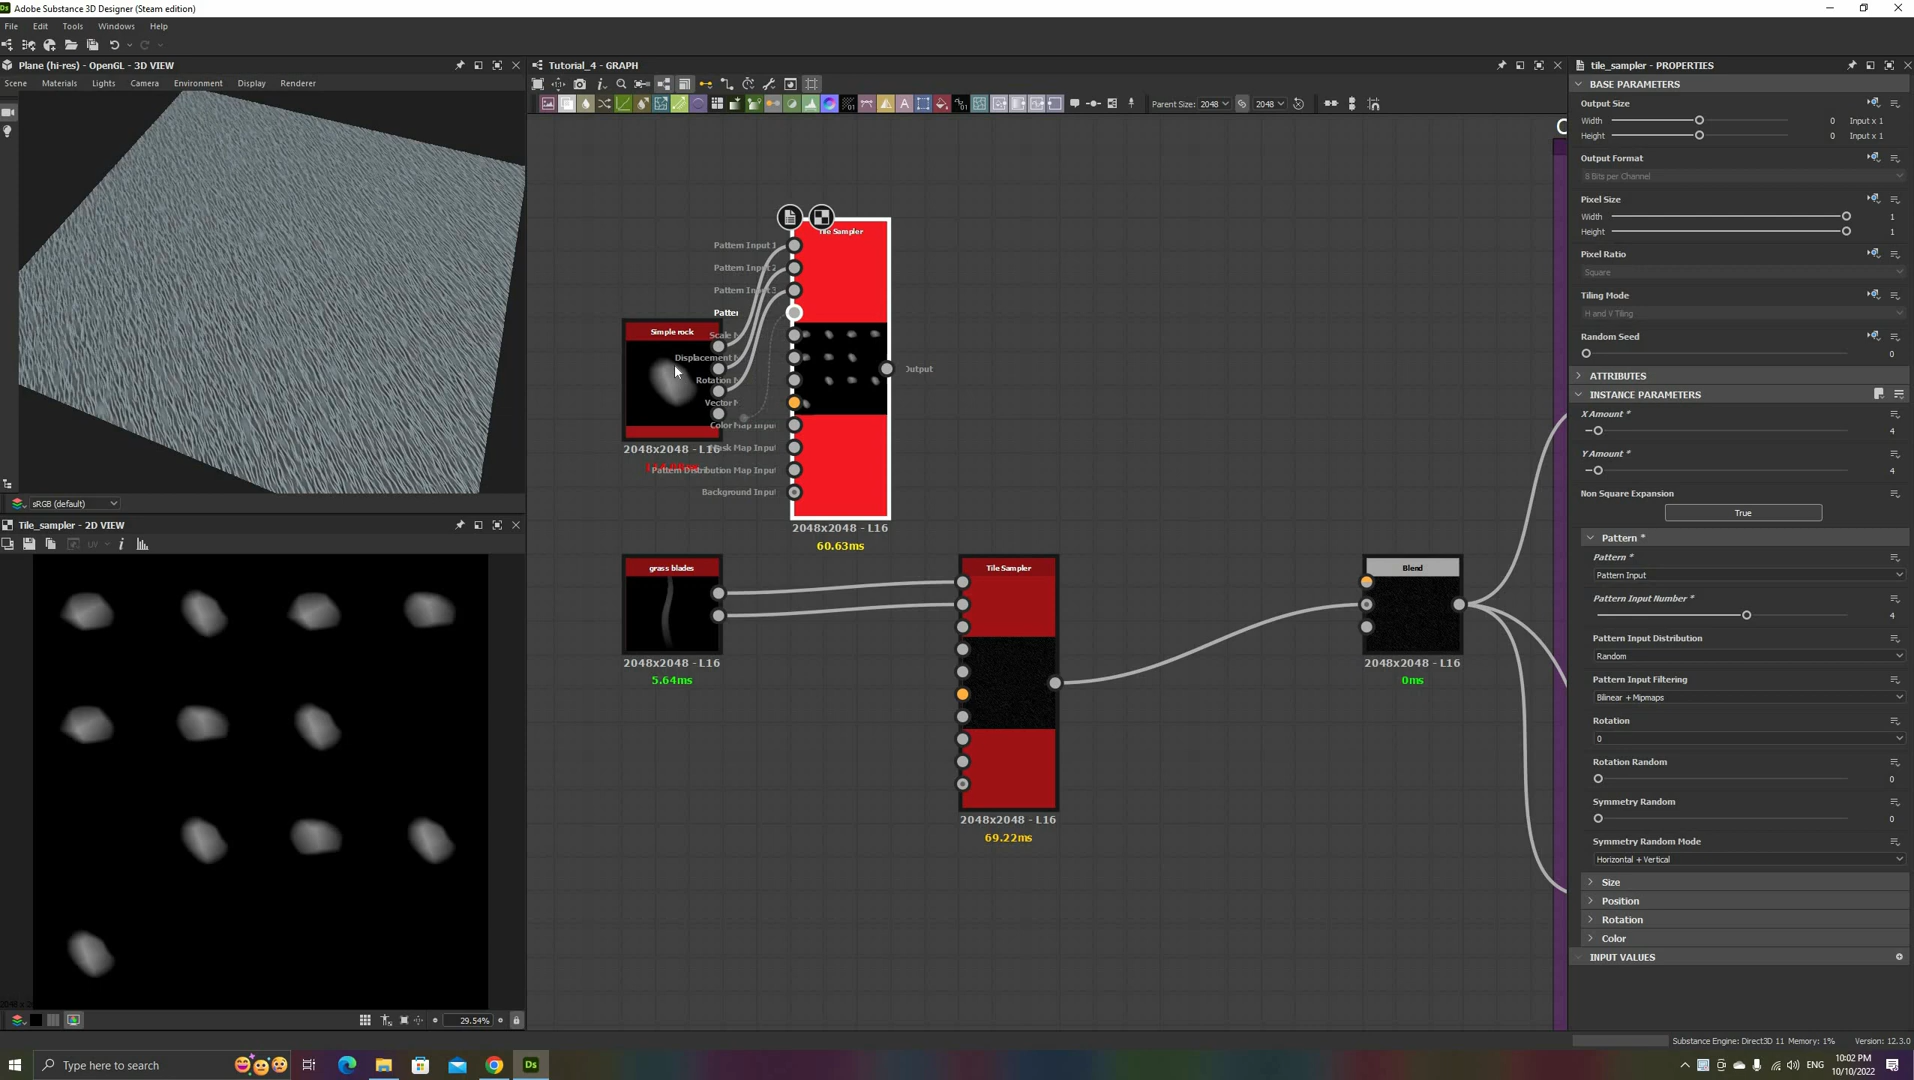 Adobe Substance 3D Designer (Steam edition)
File Edit Tools Windows Help
Plane (hi-res) - OpenGL - 3D VIEW
Scene Materials Lights Camera Environment Display Renderer
sRGB (default)
Tile_sampler - 2D VIEW
UV
29.54%
Tutorial_4 - GRAPH
Parent Size: 2048 2048
Tile Sampler
Pattern Input 1
Pattern Input 2
Pattern Input 3
Simple rock
Output
Color Map Input
Pattern Distribution Map Input
Background Input
2048x2048 - L16
2048x2048 - L16
60.63ms
grass blades
2048x2048 - L16
5.64ms
Tile Sampler
2048x2048 - L16
69.22ms
Blend
2048x2048 - L16
0ms
tile_sampler - PROPERTIES
BASE PARAMETERS
Output Size
Width 0 Input x 1
Height 0 Input x 1
Output Format
8 Bits per Channel
Pixel Size
Width 1
Height 1
Pixel Ratio
Square
Tiling Mode
H and V Tiling
Random Seed
0
ATTRIBUTES
INSTANCE PARAMETERS
X Amount *
4
Y Amount *
4
Non Square Expansion
True
Pattern *
Pattern *
Pattern Input
Pattern Input Number *
4
Pattern Input Distribution
Random
Pattern Input Filtering
Bilinear + Mipmaps
Rotation
0
Rotation Random
0
Symmetry Random
0
Symmetry Random Mode
Horizontal + Vertical
Size
Position
Rotation
Color
INPUT VALUES
Substance Engine: Direct3D 11 Memory: 1% Version: 12.3.0
Type here to search
Ds
ENG
10:02 PM
10/10/2022